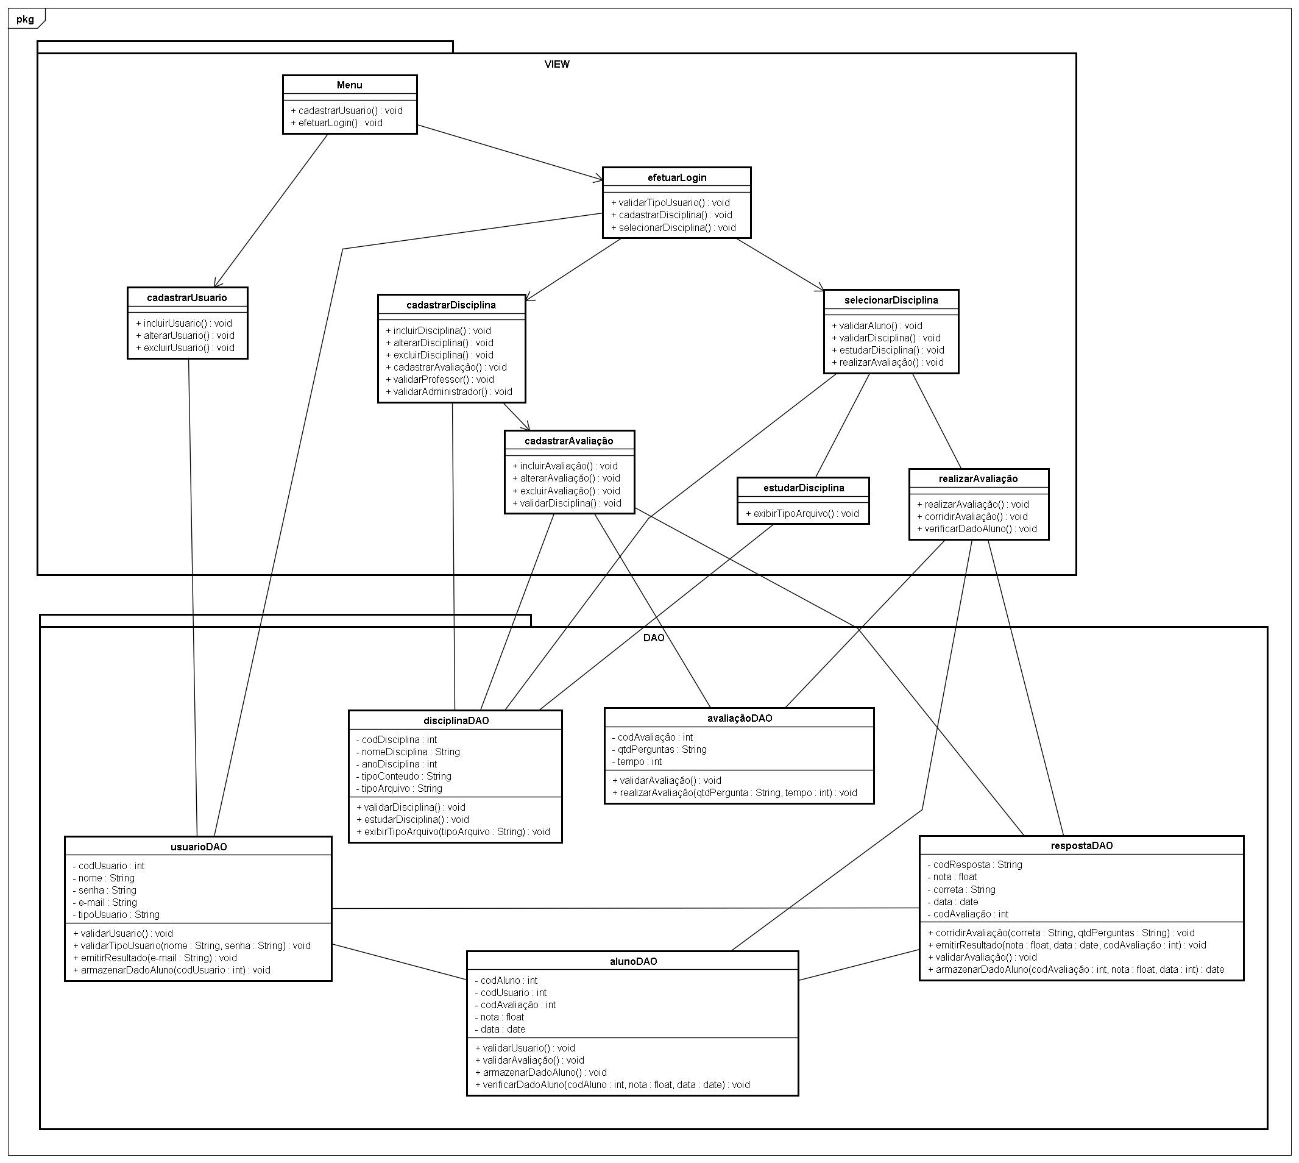 pkg
VIEW
Menu
+ cadastrarUsuario() : void
+ efetuarLogin() : void
efetuarLogin
+ validarTipoUsuario() : void
+ cadastrarDisciplina() : void
+ selecionarDisciplina() : void
cadastrarUsuario
+ incluirUsuario() : void
+ alterarUsuario() : void
+ excluirUsuario() : void
cadastrarDisciplina
+ incluirDisciplina() : void
+ alterarDisciplina() : void
+ excluirDisciplina() : void
+ cadastrarAvaliação() : void
+ validarProfessor() : void
+ validarAdministrador() : void
selecionarDisciplina
+ validarAluno() : void
+ validarDisciplina() : void
+ estudarDisciplina() : void
+ realizarAvaliação() : void
cadastrarAvaliação
+ incluirAvaliação() : void
+ alterarAvaliação() : void
+ excluirAvaliação() : void
+ validarDisciplina() : void
estudarDisciplina
+ exibirTipoArquivo() : void
realizarAvaliação
+ realizarAvaliação() : void
+ corridirAvaliação() : void
+ verificarDadoAluno() : void
DAO
disciplinaDAO
- codDisciplina : int
- nomeDisciplina : String
- anoDisciplina : int
- tipoConteudo : String
- tipoArquivo : String
+ validarDisciplina() : void
+ estudarDisciplina() : void
+ exibirTipoArquivo(tipoArquivo : String) : void
avaliaçãoDAO
- codAvaliação : int
- qtdPerguntas : String
- tempo : int
+ validarAvaliação() : void
+ realizarAvaliação(qtdPergunta : String, tempo : int) : void
usuarioDAO
- codUsuario : int
- nome : String
- senha : String
- e-mail : String
- tipoUsuario : String
+ validarUsuario() : void
+ validarTipoUsuario(nome : String, senha : String) : void
+ emitirResultado(e-mail : String) : void
+ armazenarDadoAluno(codUsuario : int) : void
respostaDAO
- codResposta : String
- nota : float
- correta : String
- data : date
- codAvaliação : int
+ corridirAvaliação(correta : String, qtdPerguntas : String) : void
+ emitirResultado(nota : float, data : date, codAvaliação : int) : void
+ validarAvaliação() : void
+ armazenarDadoAluno(codAvaliação : int, nota : float, data : int) : date
alunoDAO
- codAluno : int
- codUsuario : int
- codAvaliação : int
- nota : float
- data : date
+ validarUsuario() : void
+ validarAvaliação() : void
+ armazenarDadoAluno() : void
+ verificarDadoAluno(codAluno : int, nota : float, data : date) : void